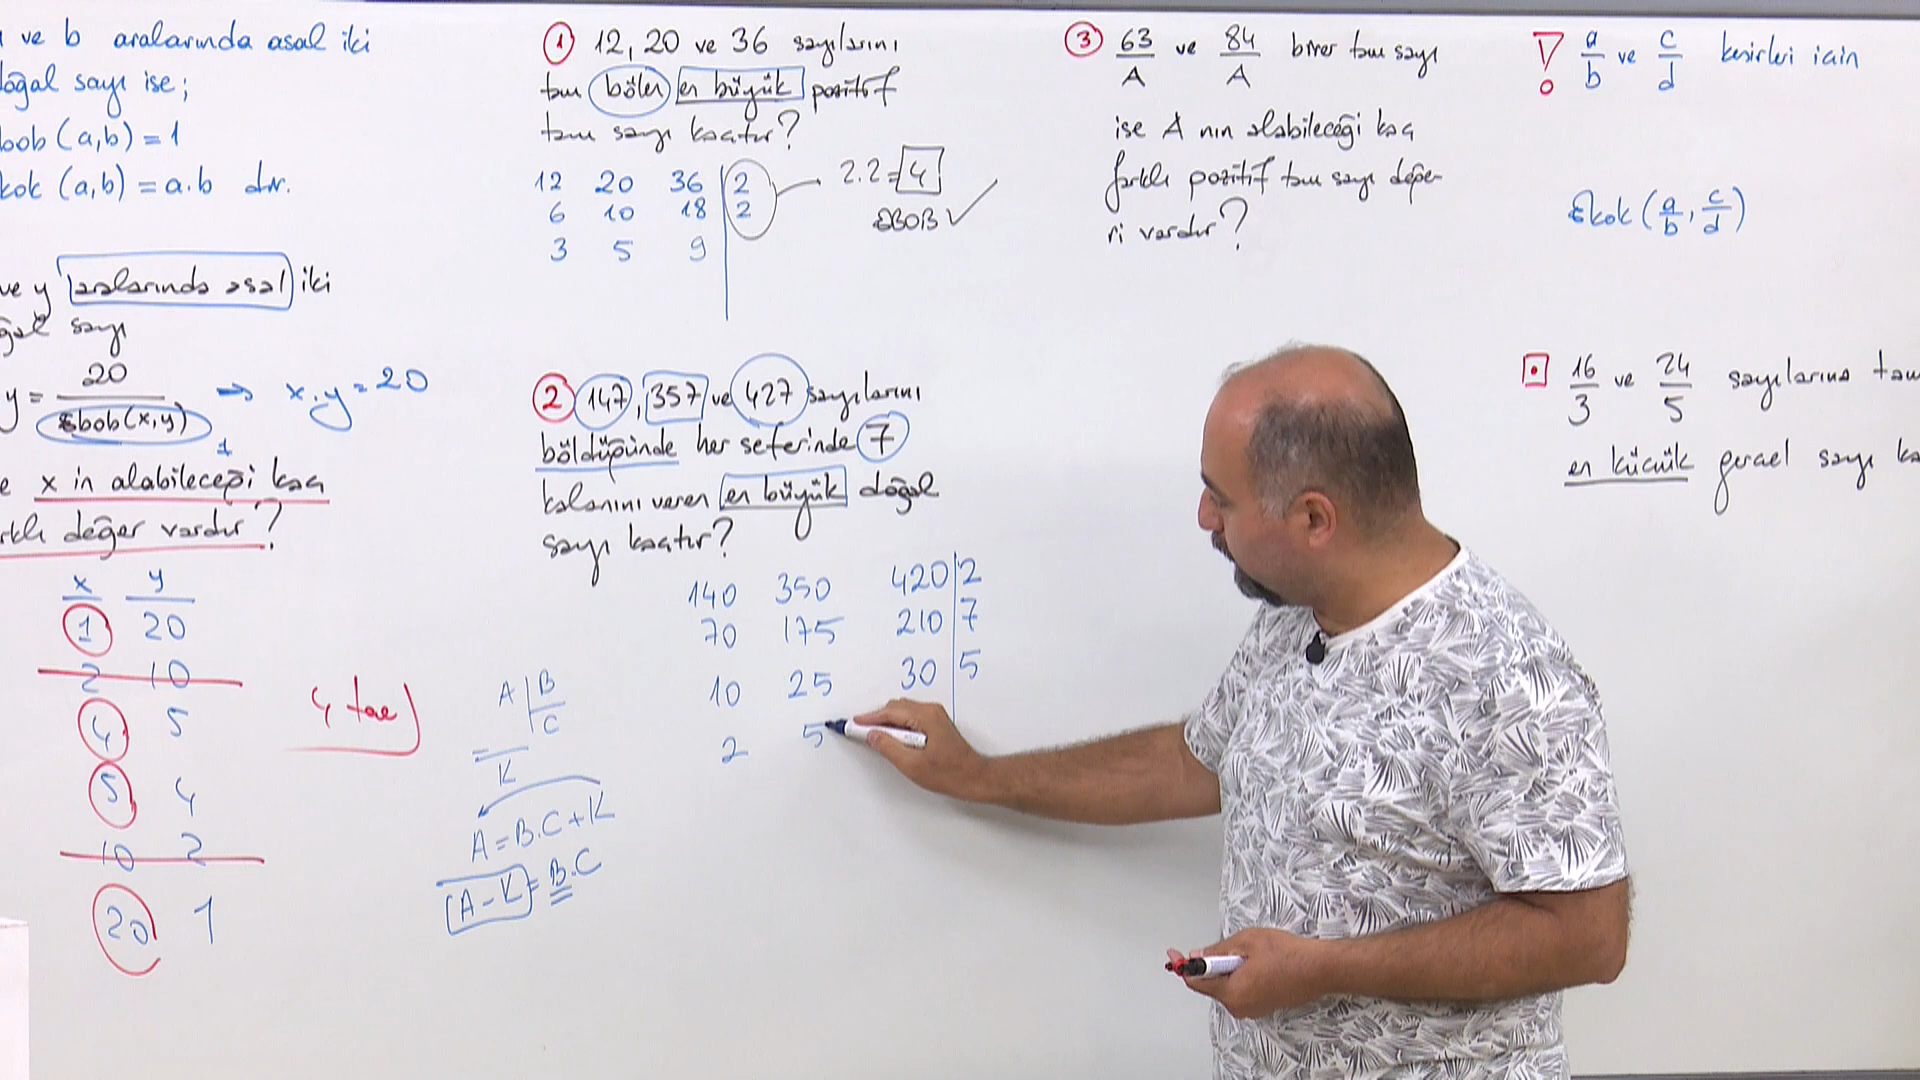 ve b aralarında asal iki
doğal sayı ise;
bob (a,b) = 1
kok (a,b) = a.b dır.
ve y aralarında asal iki
ğal sayı
y = 20 / Ebob(x,y) → x.y = 20
1
e x in alabileceği kaç
rklı değer vardır?
x y
1 20
2 10
4 5
5 4
10 2
20 1
4 tane
1 12, 20 ve 36 sayılarını
tam bölen en büyük pozitif
tam sayı kaçtır?
12 20 36 2
6 10 18 2
3 5 9
2.2 = 4
EBOB ✓
2 147, 357 ve 427 sayılarını
böldüğünde her seferinde 7
kalanını veren en büyük doğal
sayı kaçtır?
140 350 420 2
70 175 210 7
10 25 30 5
2 5
A B
C
K
A = B.C + K
A - K = B.C
3 63/A ve 84/A birer tam sayı
ise A nın alabileceği kaç
farklı pozitif tam sayı değe-
ri vardır?
! a/b ve c/d kesirleri için
Ekok (a/b, c/d)
16/3 ve 24/5 sayılarına tam
en küçük gerçel sayı ka